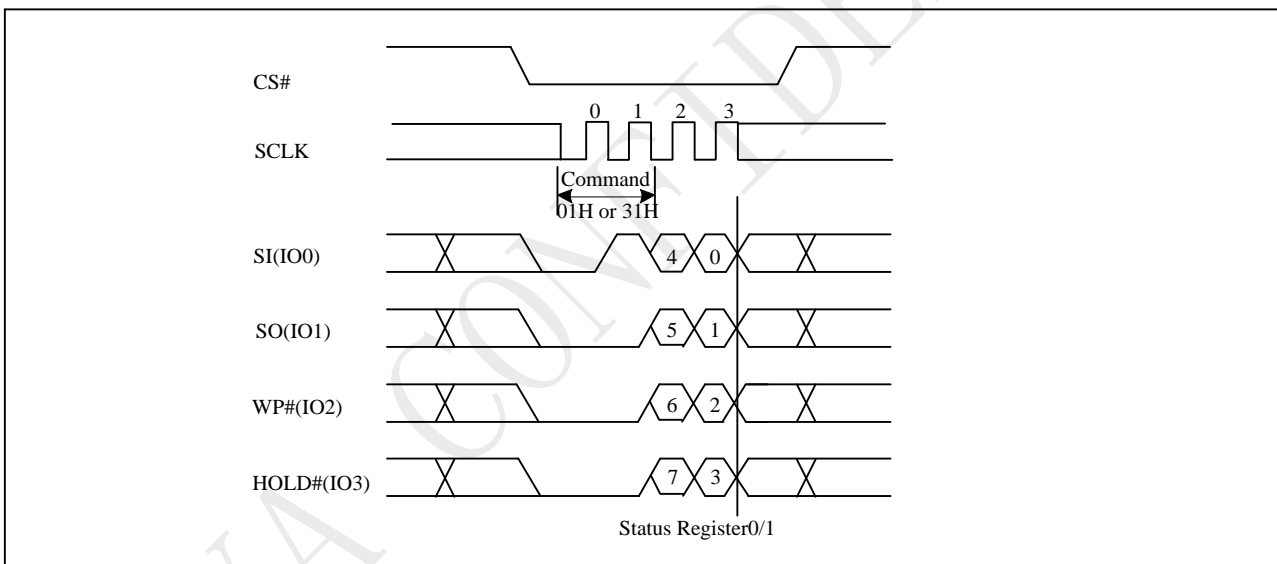 CS#
0 1 2 3
SCLK
Command
01H or 31H
SI(IO0)
4 0
SO(IO1)
5 1
WP#(IO2)
6 2
HOLD#(IO3)
7 3
Status Register0/1